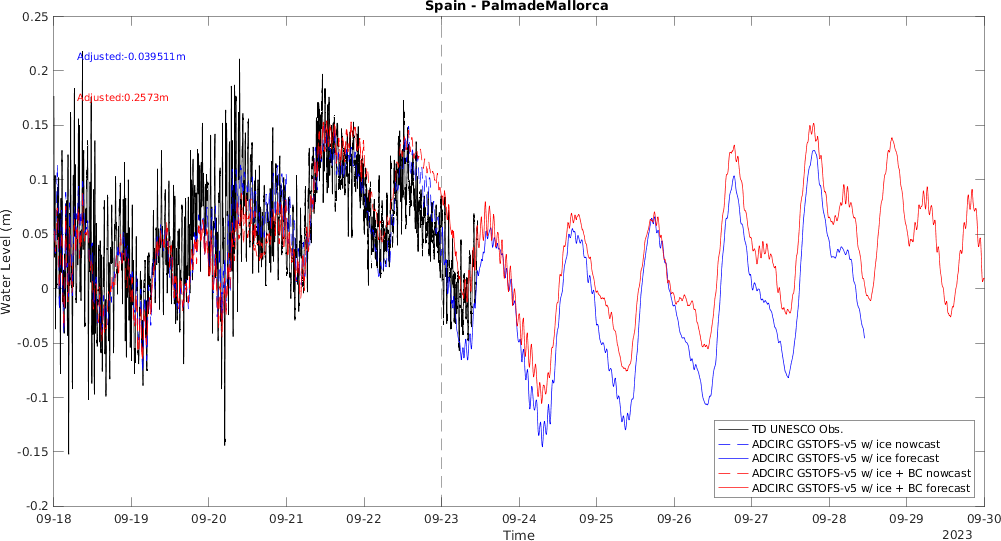 Spain - PalmadeMallorca
0.25
0.2
0.15
0.1
0.05
0
-0.05
-0.1
-0.15
-0.2
Water Level (m)
Adjusted:-0.039511m
Adjusted:0.2573m
TD UNESCO Obs.
ADCIRC GSTOFS-v5 w/ ice nowcast
ADCIRC GSTOFS-v5 w/ ice forecast
ADCIRC GSTOFS-v5 w/ ice + BC nowcast
ADCIRC GSTOFS-v5 w/ ice + BC forecast
09-18 09-19 09-20 09-21 09-22 09-23 09-24 09-25 09-26 09-27 09-28 09-29 09-30
Time
2023